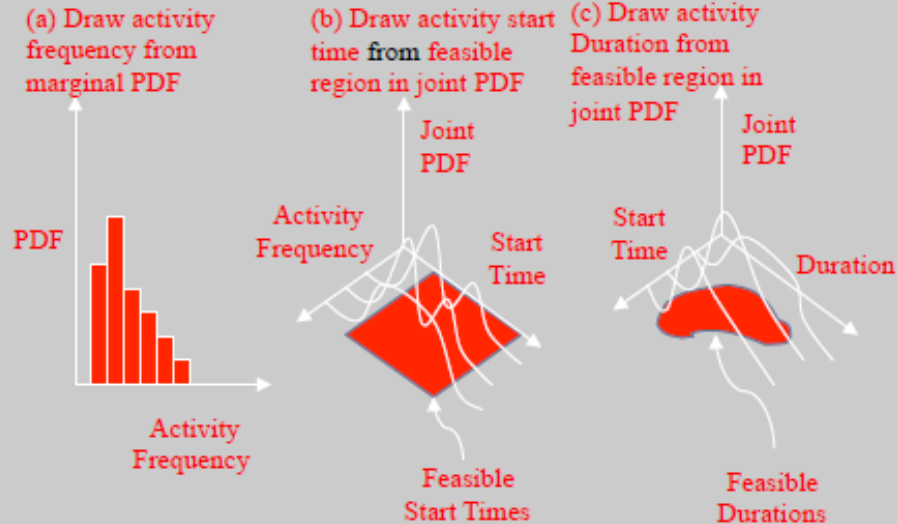 (a) Draw activity
frequency from
marginal PDF
PDF
Activity
Frequency
(b) Draw activity start
time from feasible
region in joint PDF
Joint
PDF
Activity
Frequency
Start
Time
Feasible
Start Times
(c) Draw activity
Duration from
feasible region in
joint PDF
Joint
PDF
Start
Time
Duration
Feasible
Durations